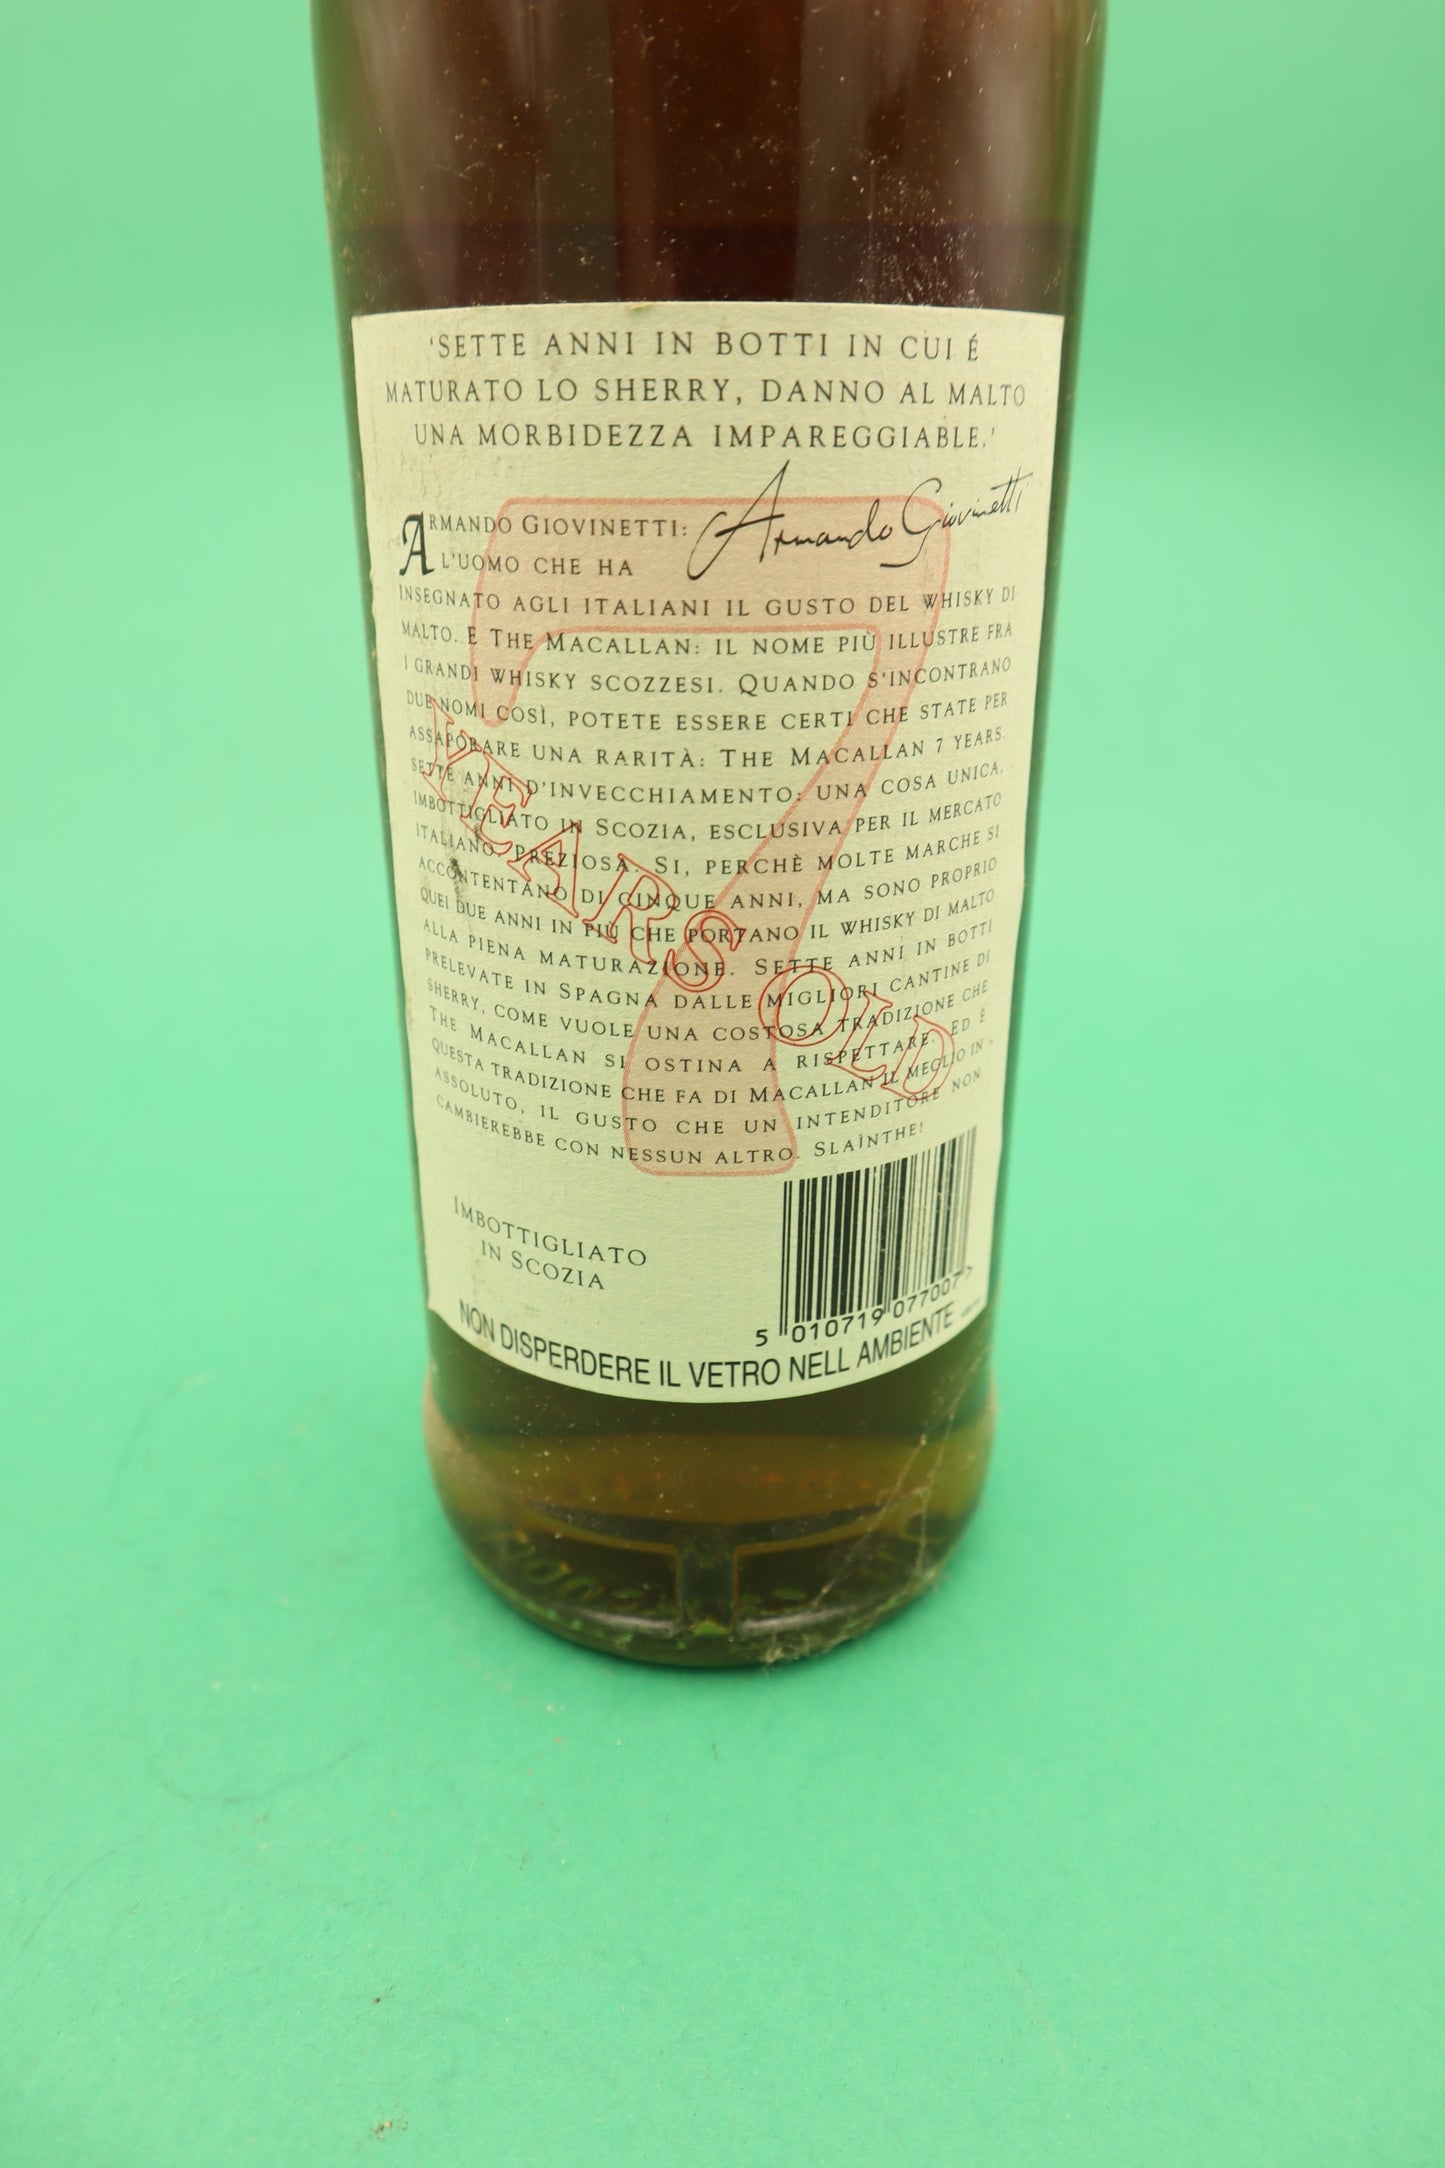 'SETTE ANNI IN BOTTI IN CUI É
MATURATO LO SHERRY, DANNO AL MALTO
UNA MORBIDEZZA IMPAREGGIABLE.'
ARMANDO GIOVINETTI: Armando Giovinetti
L'UOMO CHE HA
INSEGNATO AGLI ITALIANI IL GUSTO DEL WHISKY DI
MALTO. E THE MACALLAN: IL NOME PIÙ ILLUSTRE FRA
I GRANDI WHISKY SCOZZESI. QUANDO S'INCONTRANO
DUE NOMI COSÌ, POTETE ESSERE CERTI CHE STATE PER
ASSAPORARE UNA RARITÀ: THE MACALLAN 7 YEARS.
SETTE ANNI D'INVECCHIAMENTO: UNA COSA UNICA,
IMBOTTIGLIATO IN SCOZIA, ESCLUSIVA PER IL MERCATO
ITALIANO. PREZIOSA. SI, PERCHÈ MOLTE MARCHE SI
ACCONTENTANO DI CINQUE ANNI, MA SONO PROPRIO
QUEI DUE ANNI IN PIÙ CHE PORTANO IL WHISKY DI MALTO
ALLA PIENA MATURAZIONE. SETTE ANNI IN BOTTI
PRELEVATE IN SPAGNA DALLE MIGLIORI CANTINE DI
SHERRY, COME VUOLE UNA COSTOSA TRADIZIONE CHE
THE MACALLAN SI OSTINA A RISPETTARE. ED È
QUESTA TRADIZIONE CHE FA DI MACALLAN IL MEGLIO IN
ASSOLUTO, IL GUSTO CHE UN INTENDITORE NON
CAMBIEREBBE CON NESSUN ALTRO. SLAÌNTHE!
7
YEARS OLD
IMBOTTIGLIATO
IN SCOZIA
5 010719 077007
NON DISPERDERE IL VETRO NELL AMBIENTE